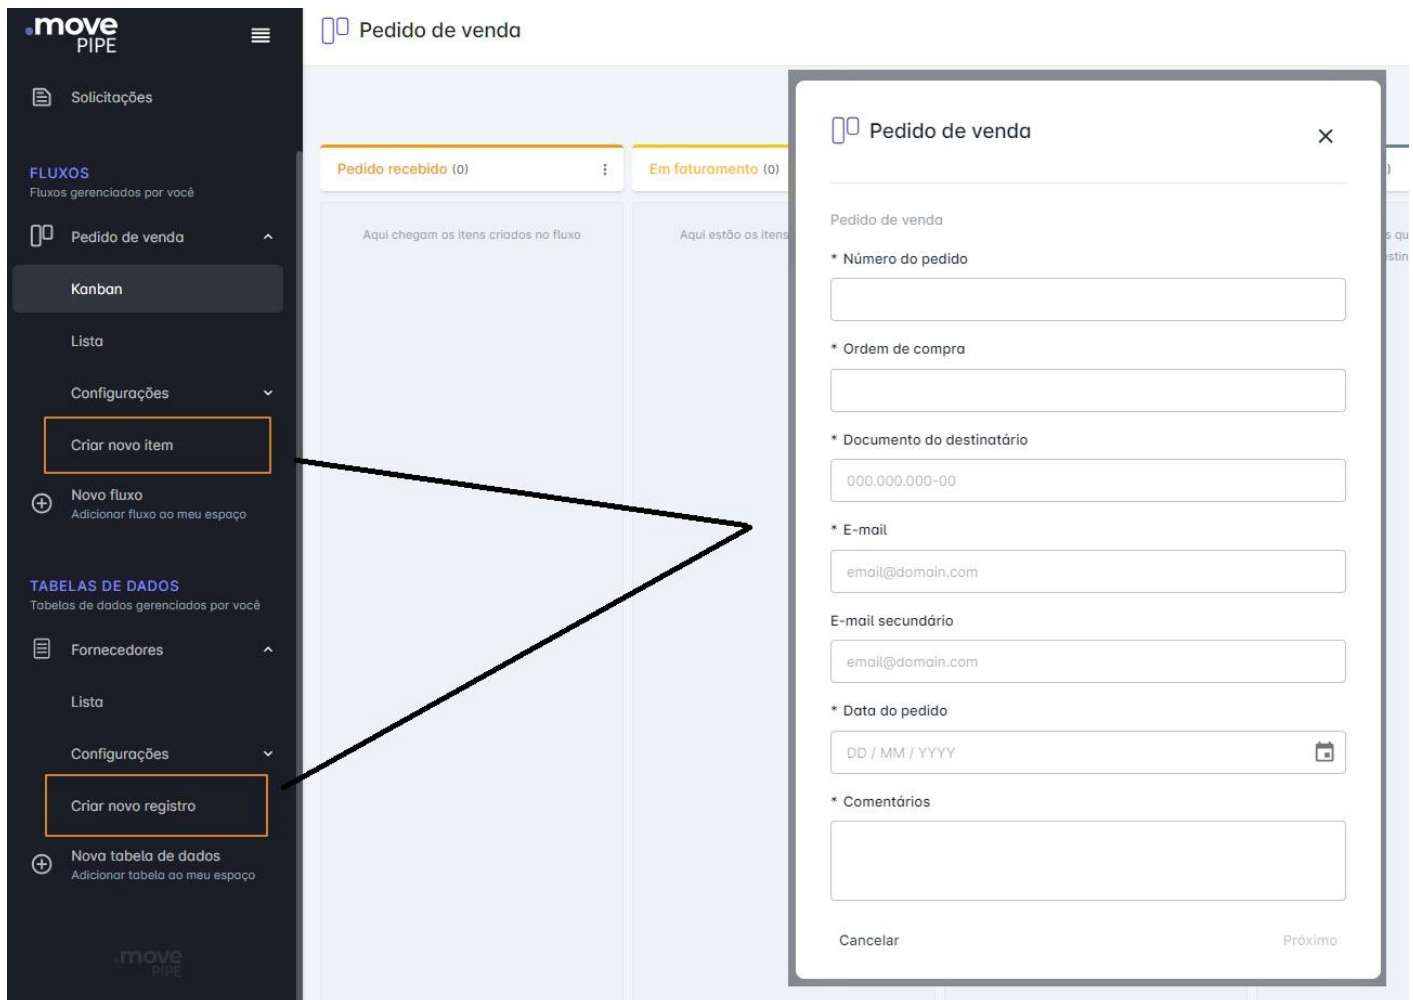 .move
PIPE
Solicitações
FLUXOS
Fluxos gerenciados por você
Pedido de venda
Kanban
Lista
Configurações
Criar novo item
Novo fluxo
Adicionar fluxo ao meu espaço
TABELAS DE DADOS
Tabelas de dados gerenciados por você
Fornecedores
Lista
Configurações
Criar novo registro
Nova tabela de dados
Adicionar tabela ao meu espaço
.move
PIPE
Pedido de venda
Pedido recebido (0)
Aqui chegam os itens criados no fluxo
Em faturamento (0)
Aqui estão os itens
)
s qu
stin
Pedido de venda
Pedido de venda
* Número do pedido
* Ordem de compra
* Documento do destinatário
000.000.000-00
* E-mail
email@domain.com
E-mail secundário
email@domain.com
* Data do pedido
DD / MM / YYYY
* Comentários
Cancelar
Próximo